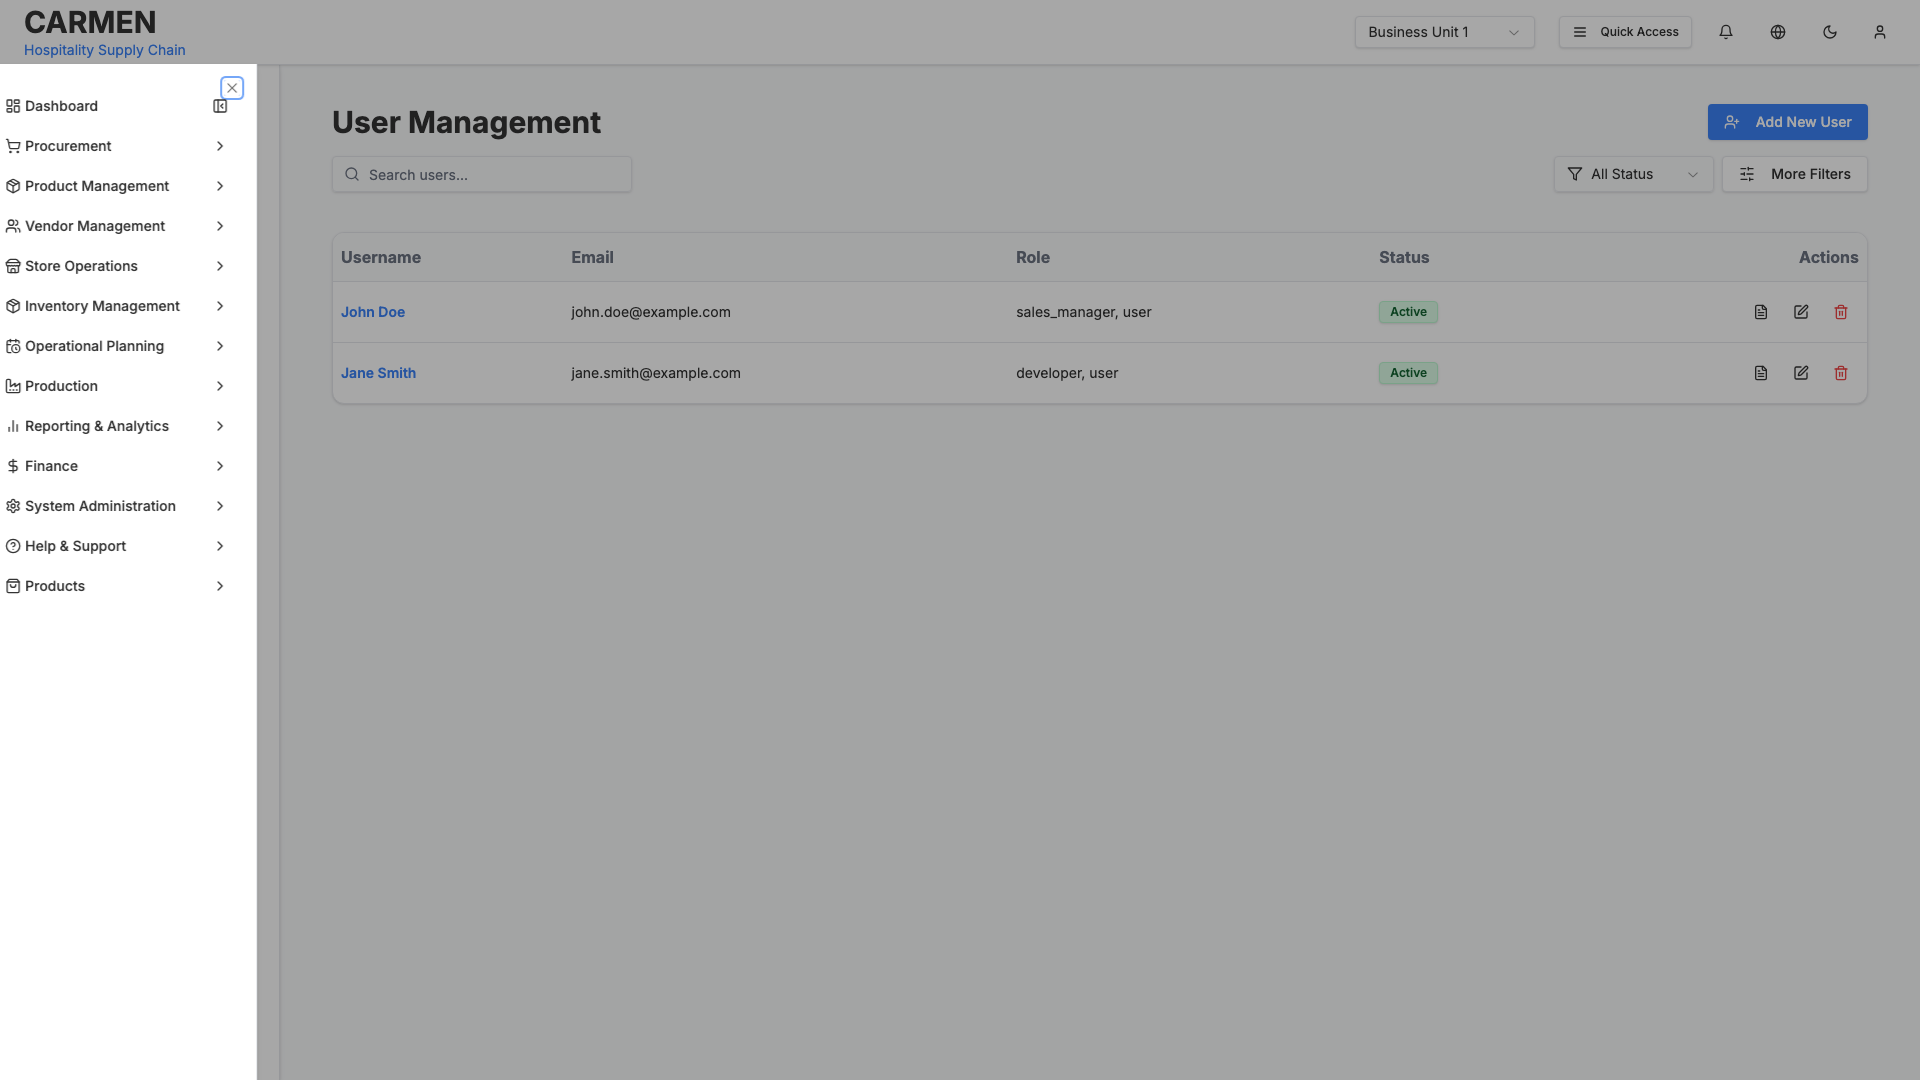 CARMEN
Hospitality Supply Chain
Business Unit 1
Quick Access
Dashboard
Procurement
Product Management
Vendor Management
Store Operations
Inventory Management
Operational Planning
Production
Reporting & Analytics
Finance
System Administration
Help & Support
Products
User Management
Add New User
Search users...
All Status
More Filters
Username Email Role Status Actions
John Doe john.doe@example.com sales_manager, user Active
Jane Smith jane.smith@example.com developer, user Active